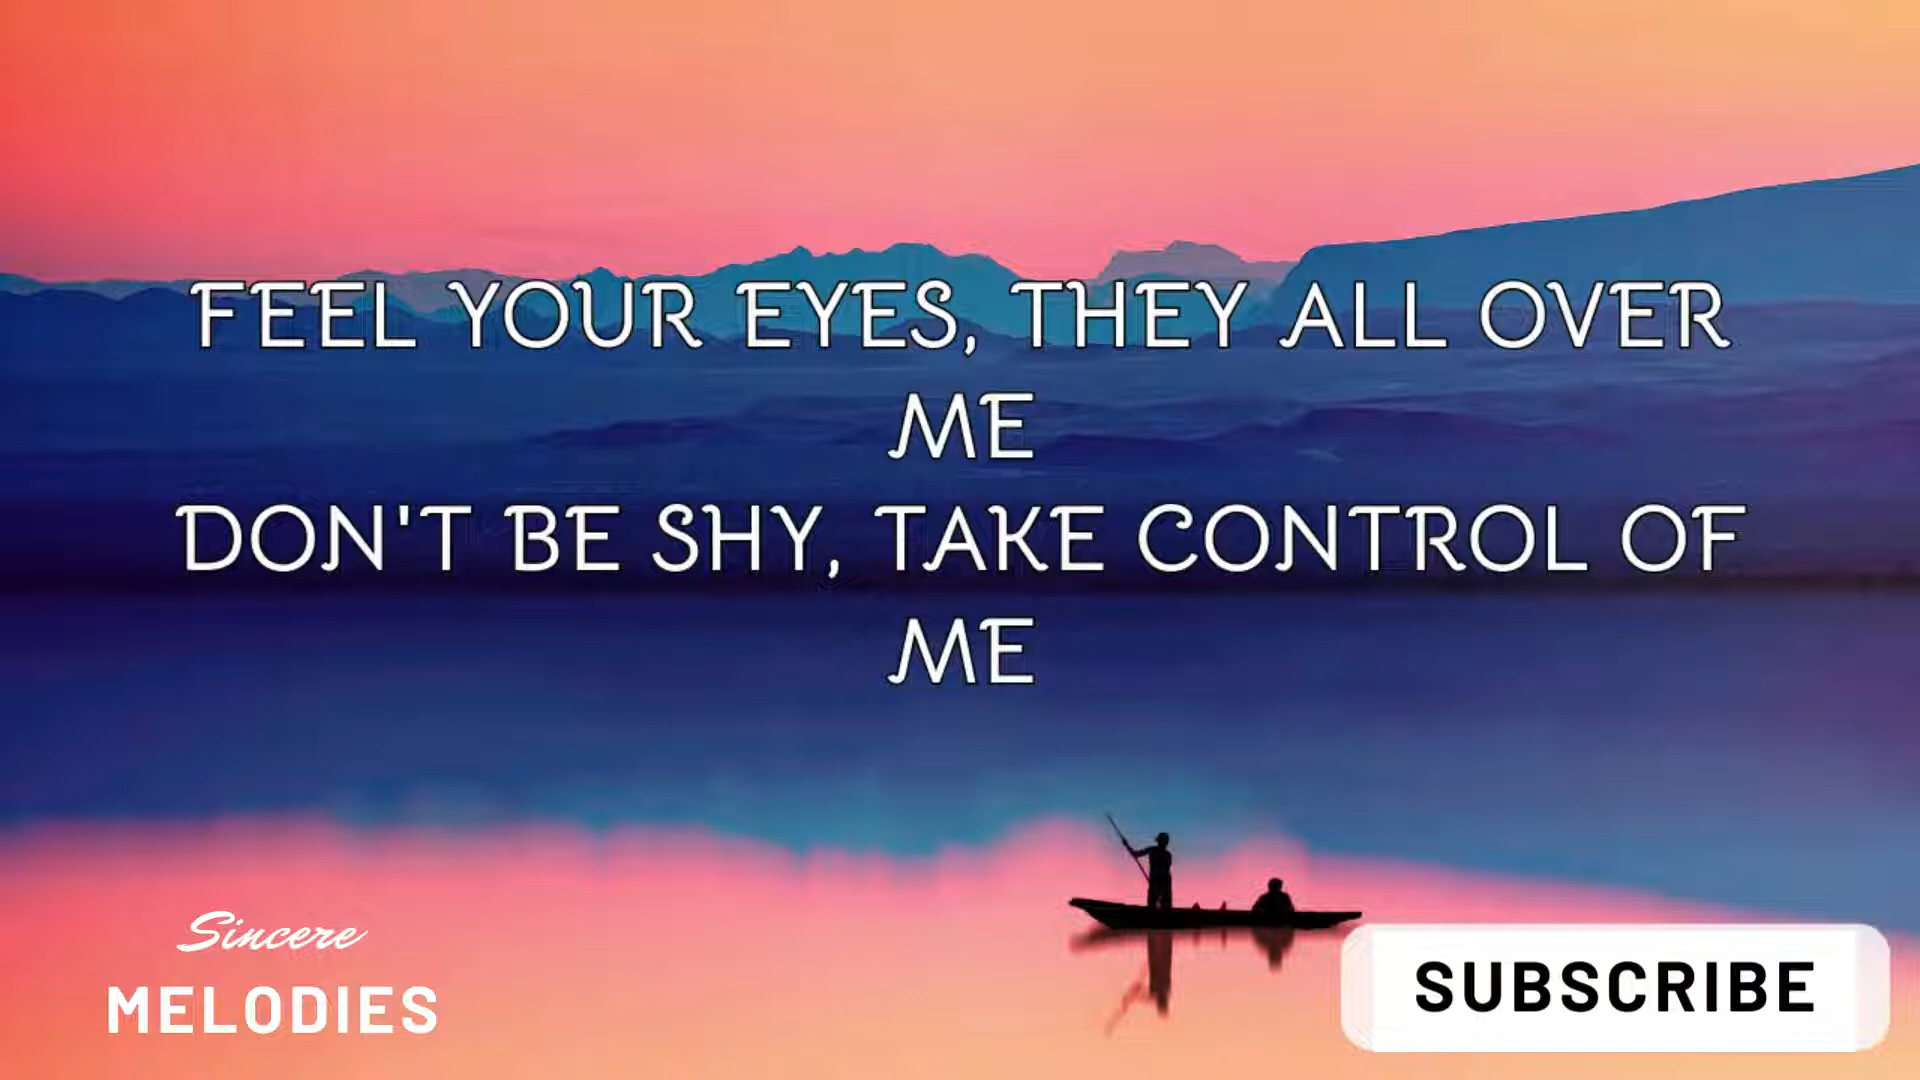 FEEL YOUR EYES, THEY ALL OVER
ME
DON'T BE SHY, TAKE CONTROL OF
ME
Sincere
MELODIES
SUBSCRIBE